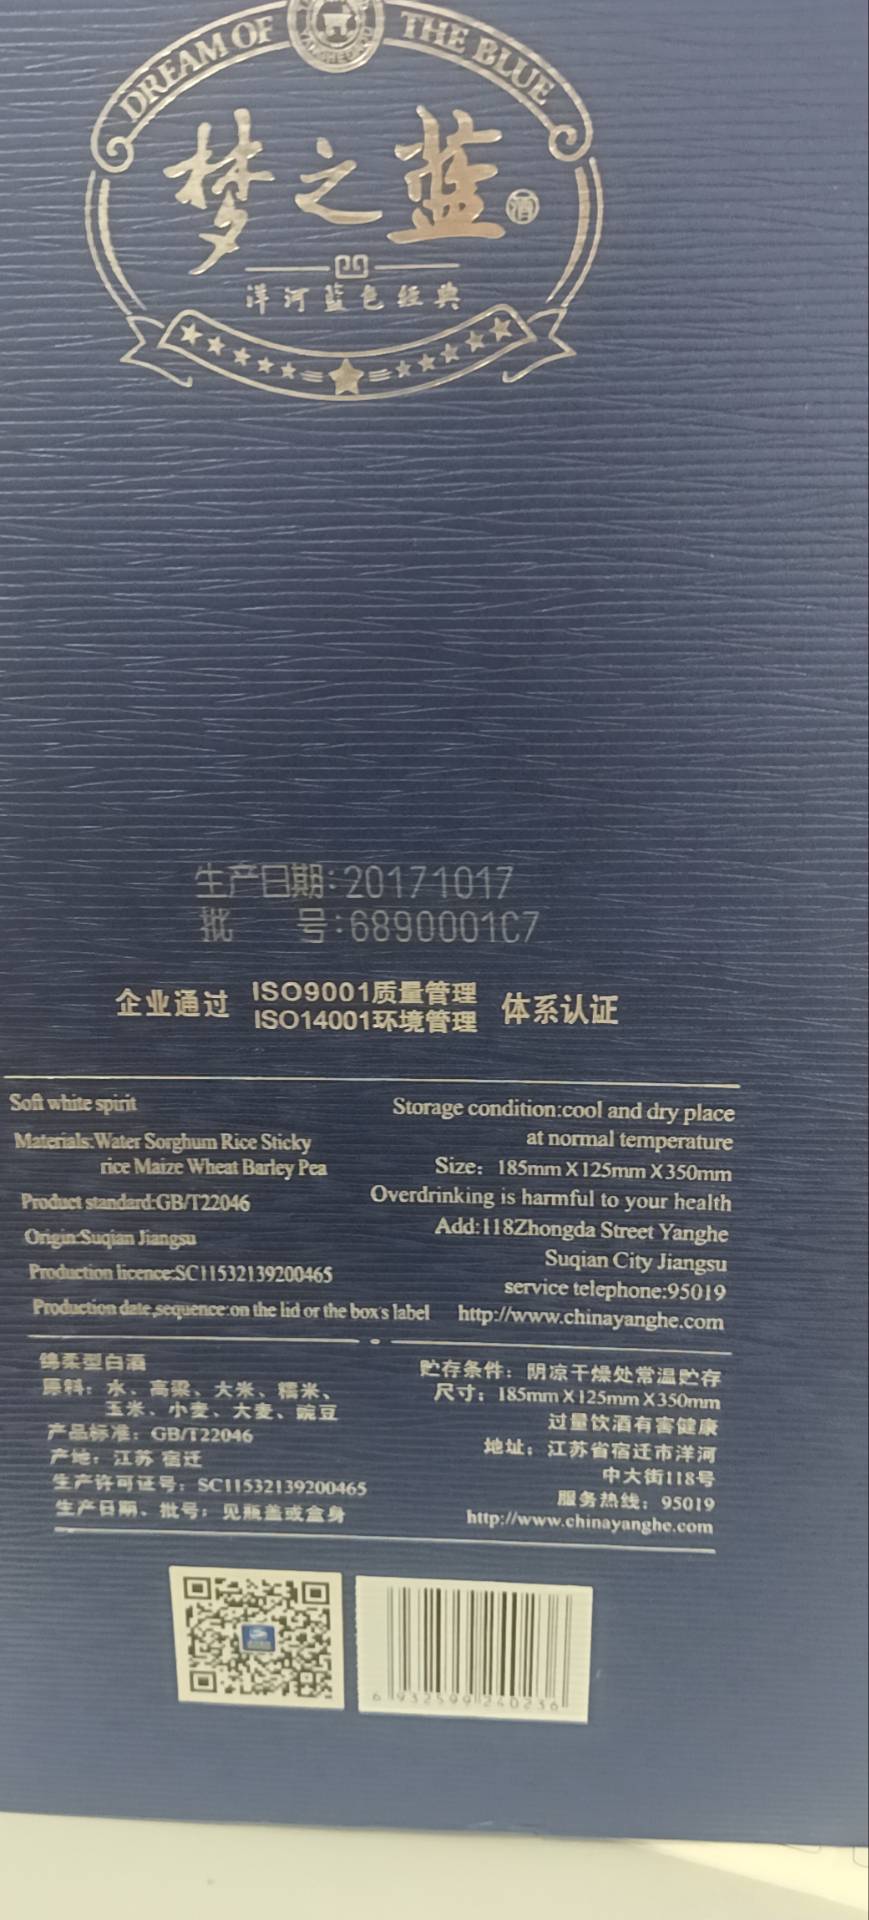 DREAM OF THE BLUE
梦之蓝
酒
洋河蓝色经典
生产日期:20171017
批 号:6890001C7
企业通过 ISO9001质量管理 体系认证
ISO14001环境管理
Soft white spirit
Materials:Water Sorghum Rice Sticky
rice Maize Wheat Barley Pea
Product standard:GB/T22046
Origin:Suqian Jiangsu
Production licence:SC11532139200465
Production date,sequence:on the lid or the box's label
Storage condition:cool and dry place
at normal temperature
Size: 185mm X 125mm X 350mm
Overdrinking is harmful to your health
Add:118Zhongda Street Yanghe
Suqian City Jiangsu
service telephone:95019
http://www.chinayanghe.com
绵柔型白酒
原料：水、高粱、大米、糯米、
玉米、小麦、大麦、豌豆
产品标准：GB/T22046
产地：江苏 宿迁
生产许可证号：SC11532139200465
生产日期、批号：见瓶盖或盒身
贮存条件：阴凉干燥处常温贮存
尺寸：185mm X 125mm X 350mm
过量饮酒有害健康
地址：江苏省宿迁市洋河
中大街118号
服务热线：95019
http://www.chinayanghe.com
6 932599 240236